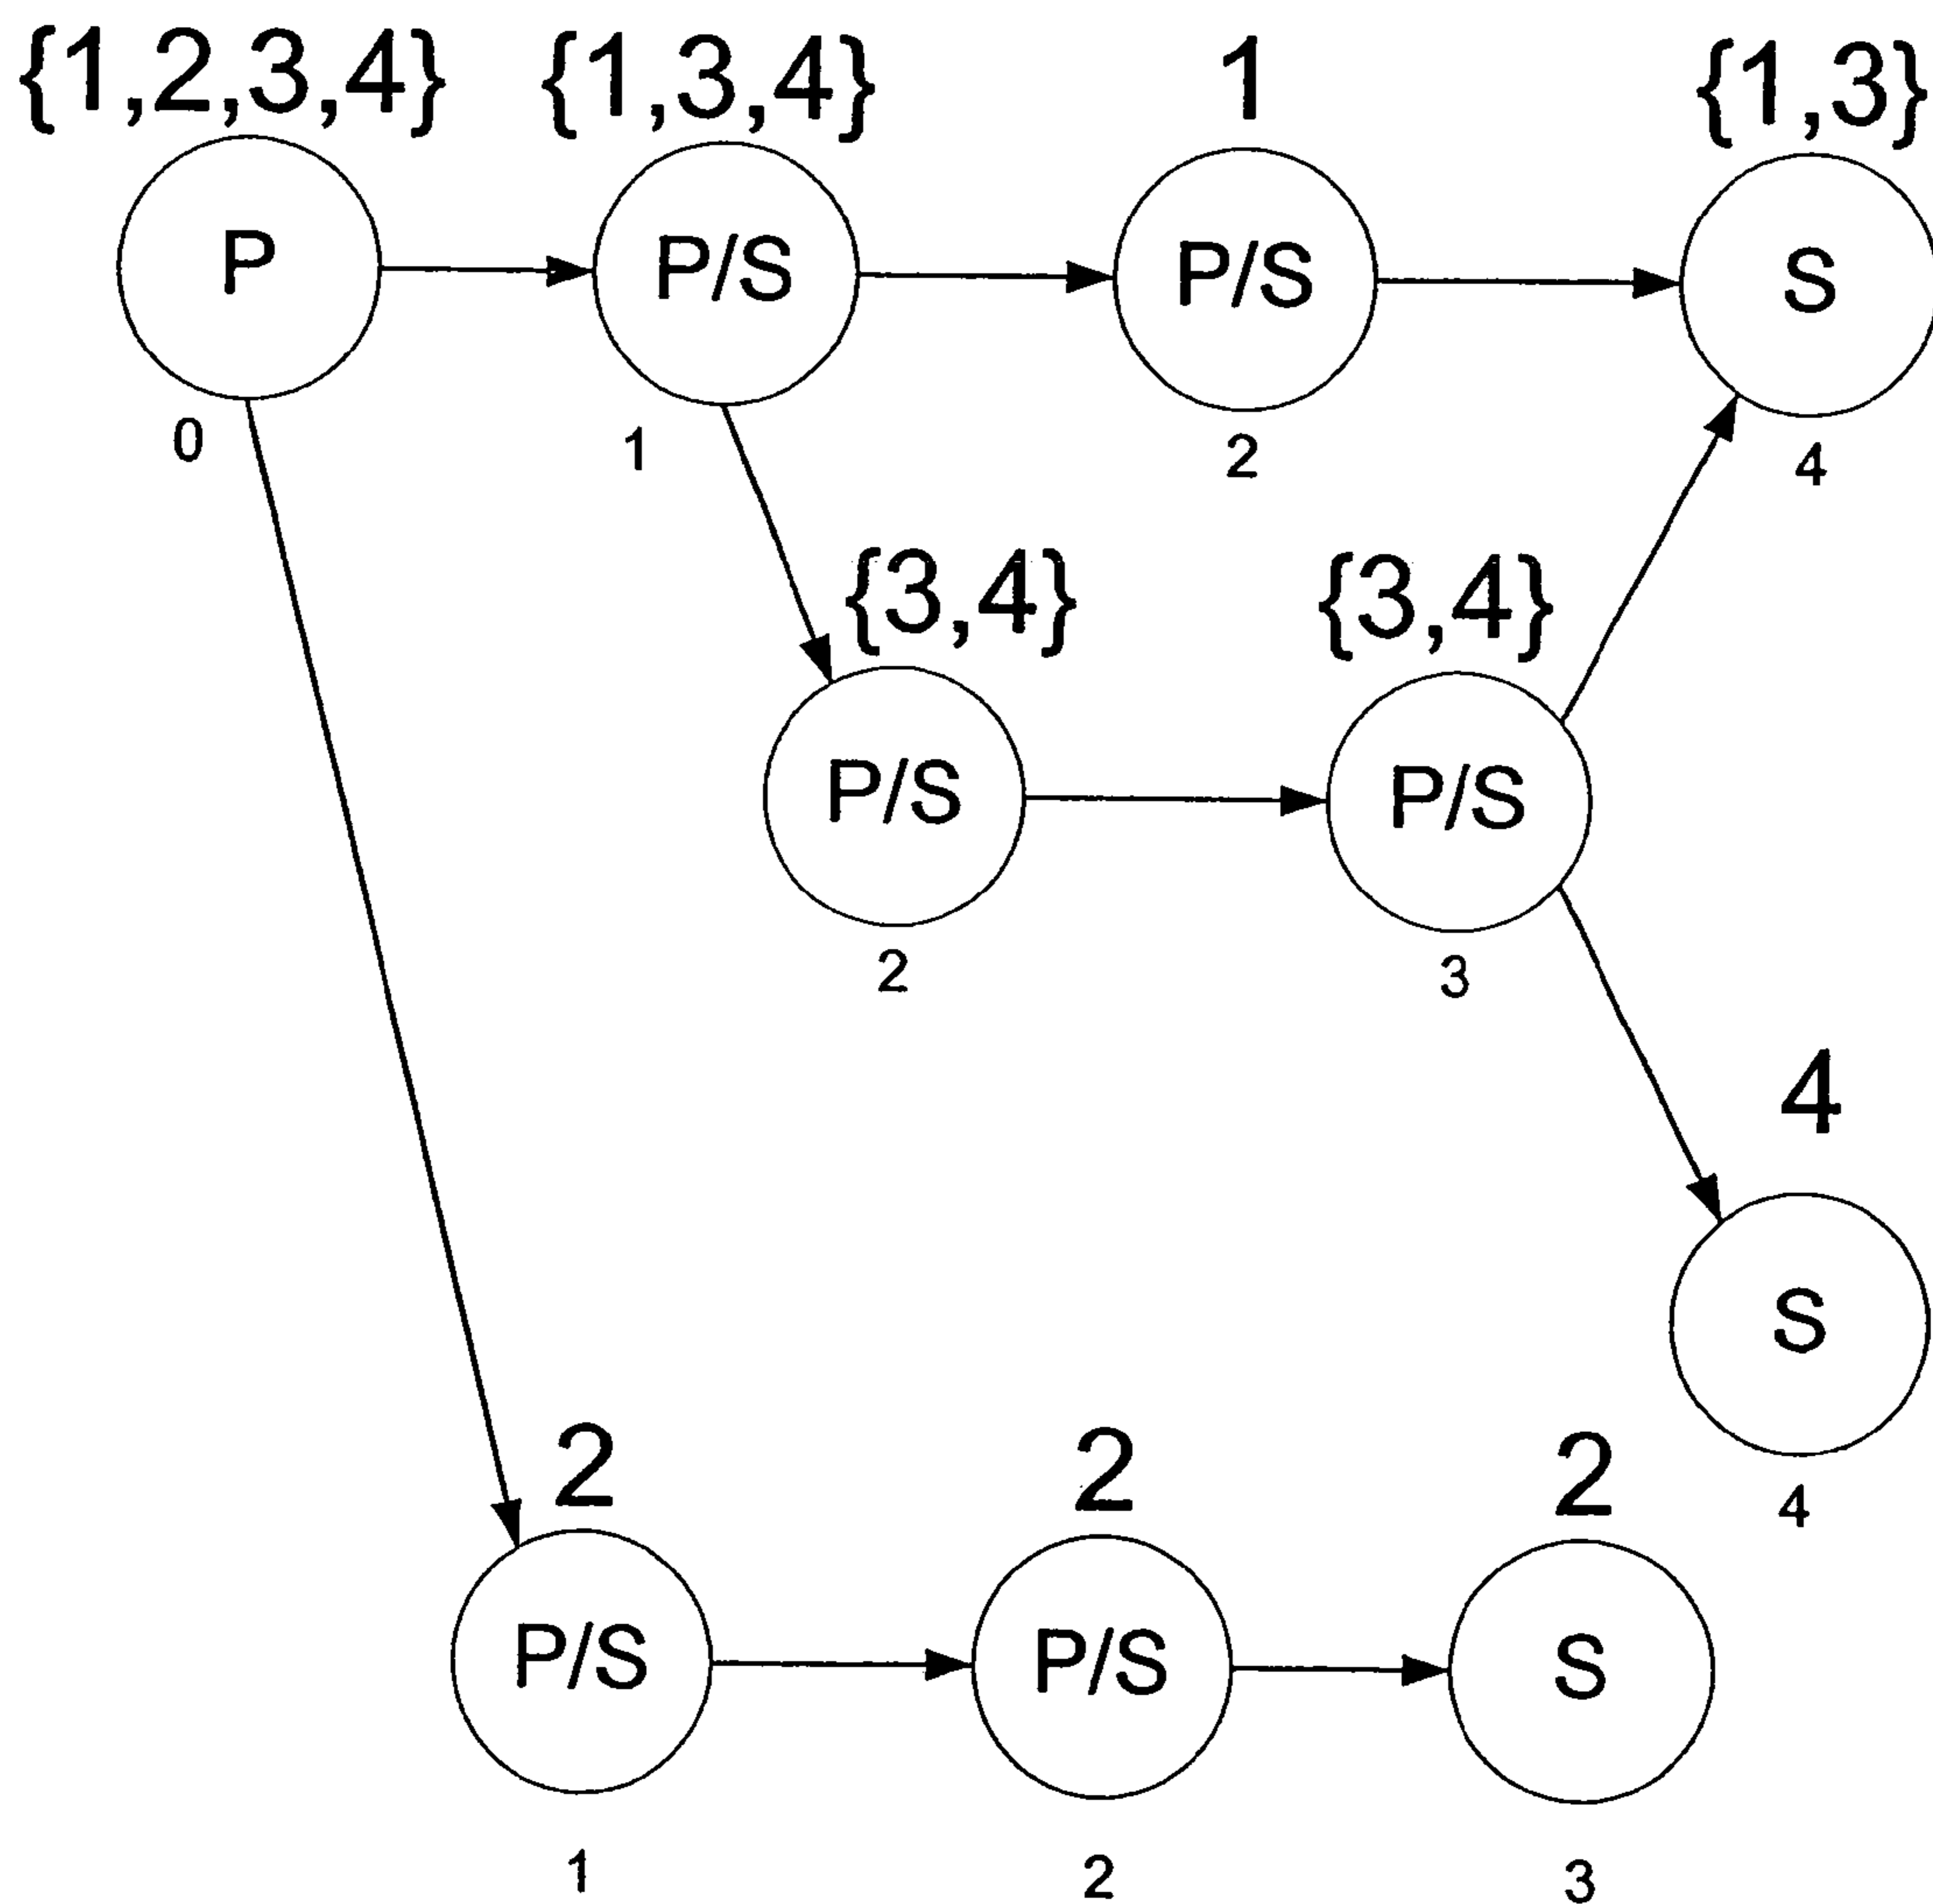 {1,2,3,4} {1,3,4} 1 {1,3}
P P/S P/S S
0 1 2 4
{3,4} {3,4}
P/S P/S
2 3
4
S
4
2 2 2
P/S P/S S
1 2 3